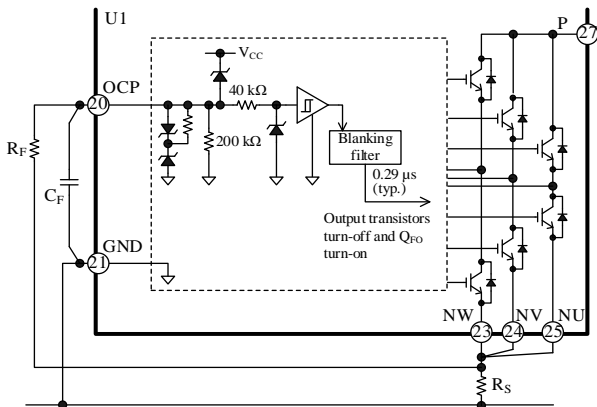 U1
P
27
VCC
OCP
20
40 kΩ
200 kΩ
RF
CF
Blanking
filter
0.29 µs
(typ.)
Output transistors
turn-off and QFO
turn-on
GND
21
NW
NV
NU
23
24
25
RS